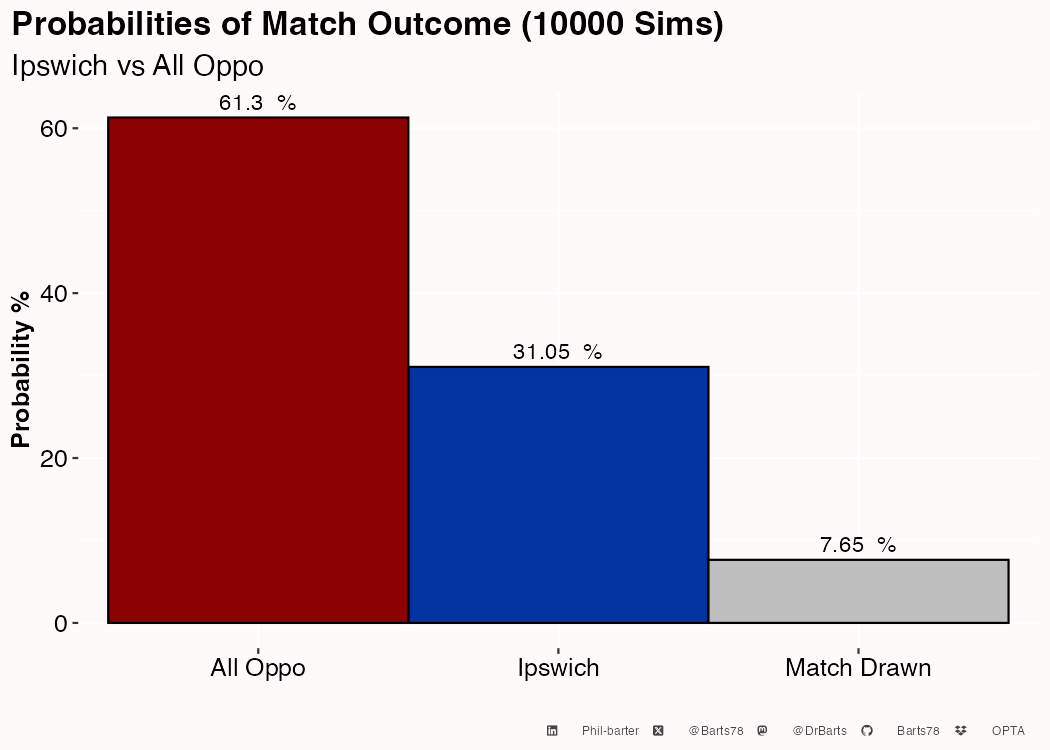 Probabilities of Match Outcome (10000 Sims)
Ipswich vs All Oppo
61.3 %
60
40
31.05 %
Probability %
20
7.65 %
0
All Oppo Ipswich Match Drawn
Phil-barter @Barts78 @DrBarts Barts78 OPTA